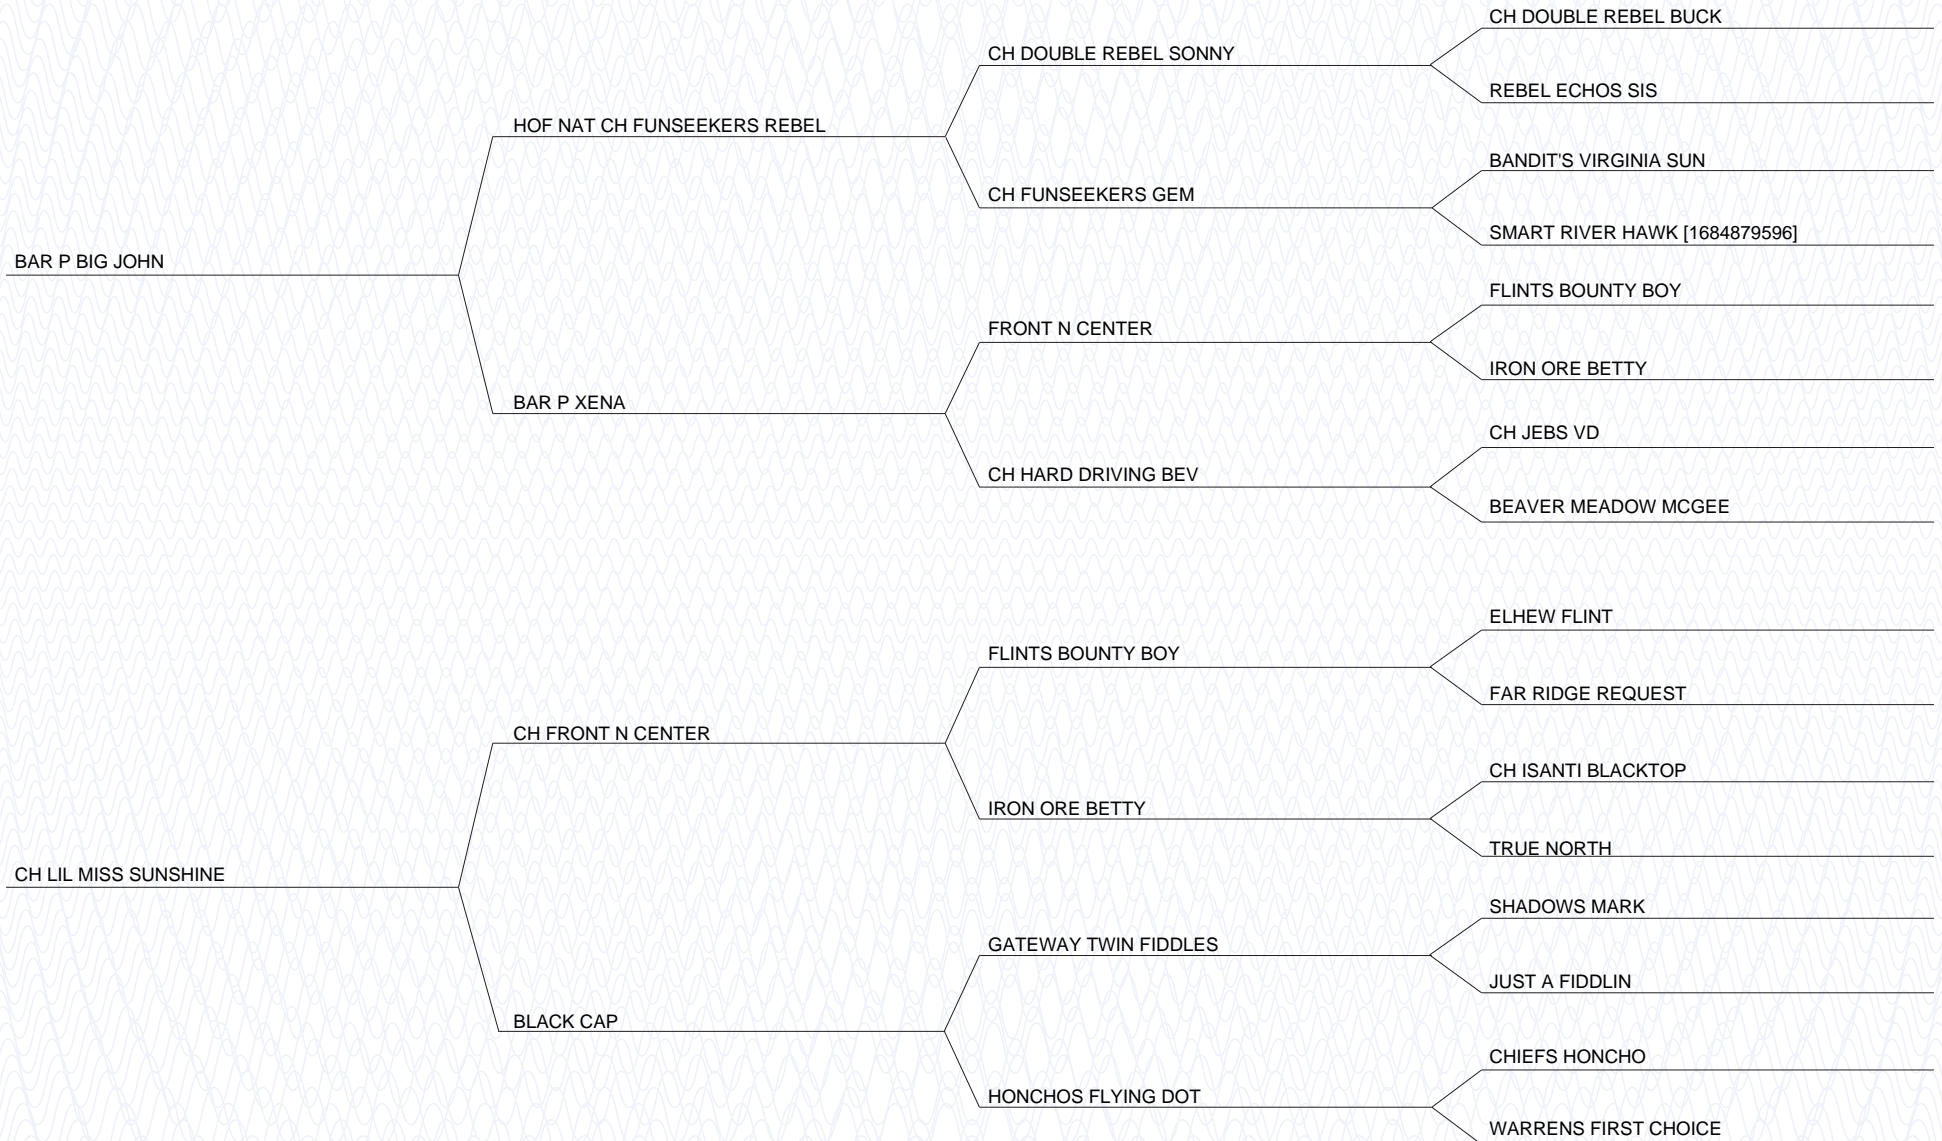 CH DOUBLE REBEL BUCK
CH DOUBLE REBEL SONNY
REBEL ECHOS SIS
HOF NAT CH FUNSEEKERS REBEL
BANDIT'S VIRGINIA SUN
CH FUNSEEKERS GEM
SMART RIVER HAWK [1684879596]
BAR P BIG JOHN
FLINTS BOUNTY BOY
FRONT N CENTER
IRON ORE BETTY
BAR P XENA
CH JEBS VD
CH HARD DRIVING BEV
BEAVER MEADOW MCGEE
ELHEW FLINT
FLINTS BOUNTY BOY
FAR RIDGE REQUEST
CH FRONT N CENTER
CH ISANTI BLACKTOP
IRON ORE BETTY
TRUE NORTH
CH LIL MISS SUNSHINE
SHADOWS MARK
GATEWAY TWIN FIDDLES
JUST A FIDDLIN
BLACK CAP
CHIEFS HONCHO
HONCHOS FLYING DOT
WARRENS FIRST CHOICE